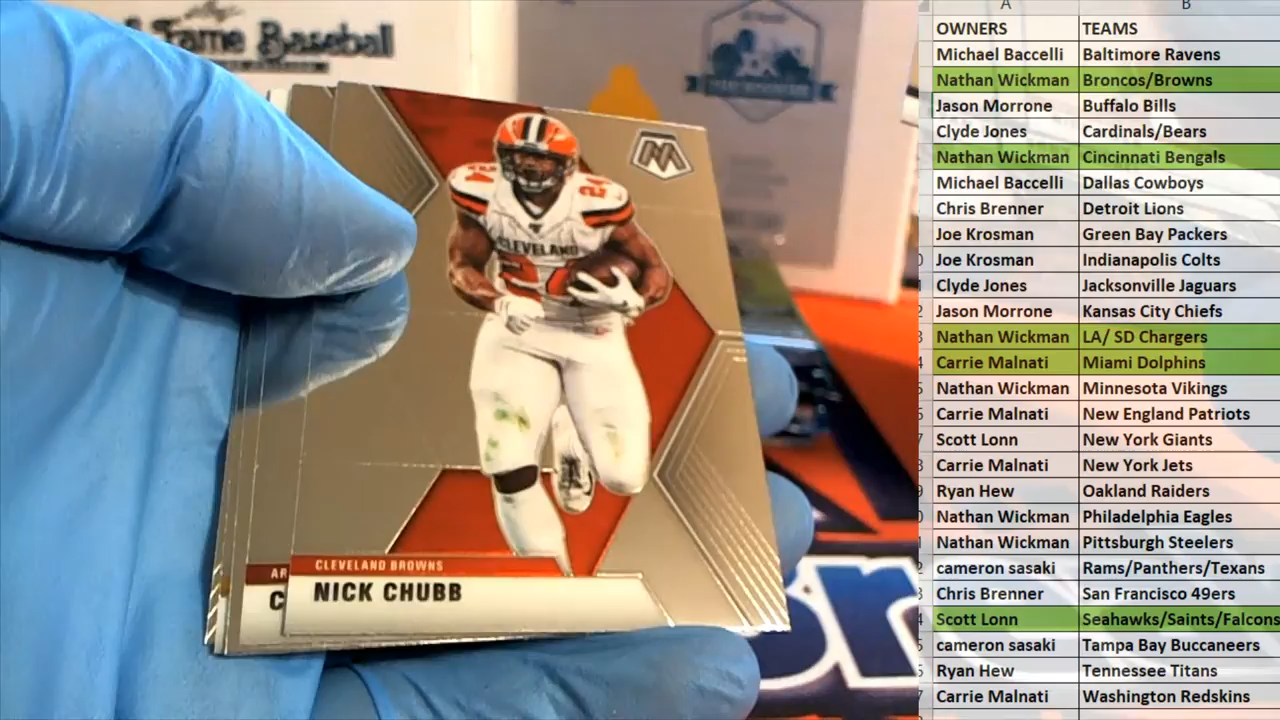 Fame Baseball
24
24
CLEVELAND
24
CLEVELAND BROWNS
NICK CHUBB
AR
C
A B
OWNERS TEAMS
Michael Baccelli Baltimore Ravens
Nathan Wickman Broncos/Browns
Jason Morrone Buffalo Bills
Clyde Jones Cardinals/Bears
Nathan Wickman Cincinnati Bengals
Michael Baccelli Dallas Cowboys
Chris Brenner Detroit Lions
Joe Krosman Green Bay Packers
Joe Krosman Indianapolis Colts
Clyde Jones Jacksonville Jaguars
Jason Morrone Kansas City Chiefs
Nathan Wickman LA/ SD Chargers
Carrie Malnati Miami Dolphins
Nathan Wickman Minnesota Vikings
Carrie Malnati New England Patriots
Scott Lonn New York Giants
Carrie Malnati New York Jets
Ryan Hew Oakland Raiders
Nathan Wickman Philadelphia Eagles
Nathan Wickman Pittsburgh Steelers
cameron sasaki Rams/Panthers/Texans
Chris Brenner San Francisco 49ers
Scott Lonn Seahawks/Saints/Falcons
cameron sasaki Tampa Bay Buccaneers
Ryan Hew Tennessee Titans
Carrie Malnati Washington Redskins